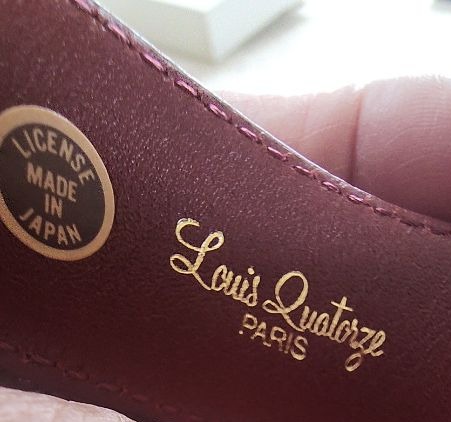 LICENSE
MADE
IN
JAPAN
Louis Quatorze
PARIS